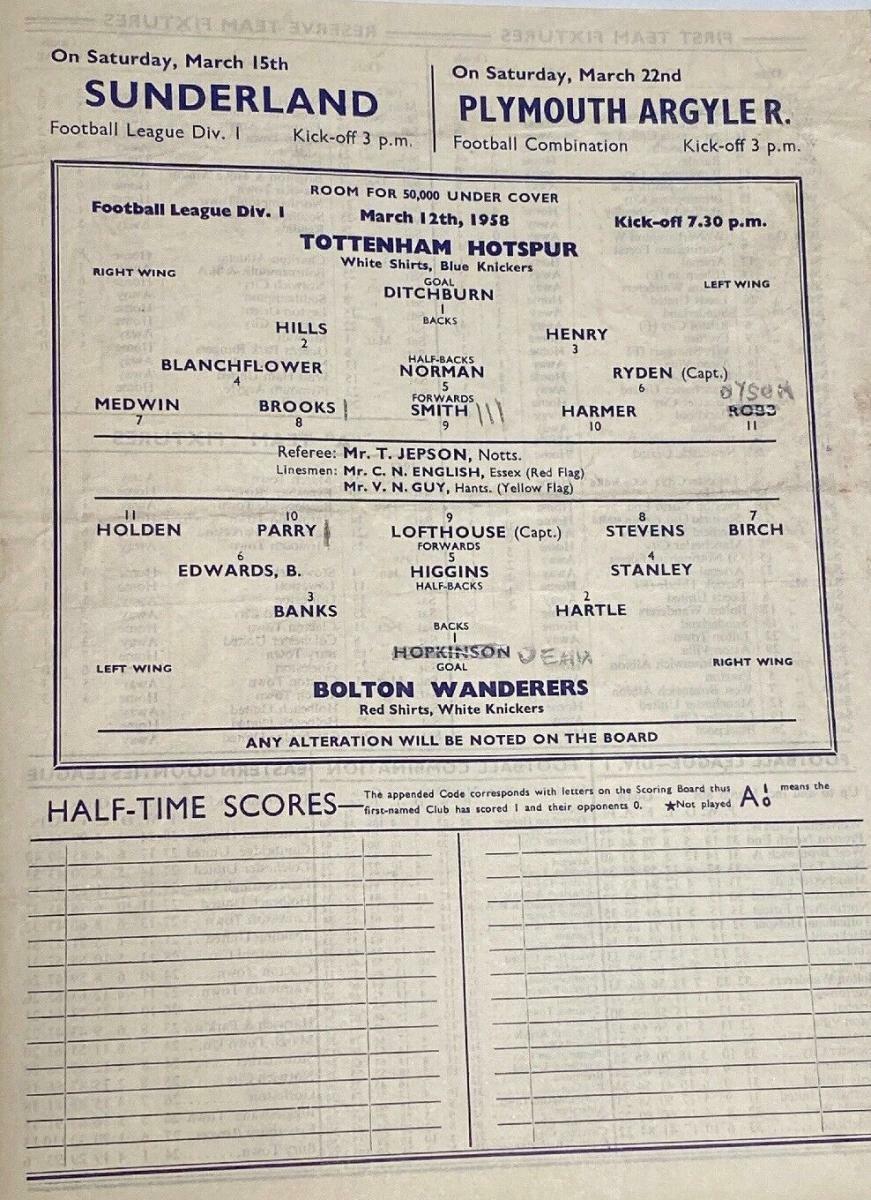 On Saturday, March 15th
SUNDERLAND
Football League Div. 1 Kick-off 3 p.m.
On Saturday, March 22nd
PLYMOUTH ARGYLE R.
Football Combination Kick-off 3 p.m.
ROOM FOR 50,000 UNDER COVER
Football League Div. 1 March 12th, 1958 Kick-off 7.30 p.m.
TOTTENHAM HOTSPUR
White Shirts, Blue Knickers
RIGHT WING GOAL LEFT WING
DITCHBURN
1
BACKS
HILLS HENRY
2 3
HALF-BACKS
BLANCHFLOWER NORMAN RYDEN (Capt.)
4 5 6
DYSON
FORWARDS
MEDWIN BROOKS SMITH HARMER ROBB
7 8 9 10 11
Referee: Mr. T. JEPSON, Notts.
Linesmen: Mr. C. N. ENGLISH, Essex (Red Flag)
Mr. V. N. GUY, Hants. (Yellow Flag)
11 10 9 8 7
HOLDEN PARRY LOFTHOUSE (Capt.) STEVENS BIRCH
FORWARDS
6 5 4
EDWARDS, B. HIGGINS STANLEY
HALF-BACKS
3 2
BANKS HARTLE
BACKS
1
HOPKINSON DEAN
LEFT WING GOAL RIGHT WING
BOLTON WANDERERS
Red Shirts, White Knickers
ANY ALTERATION WILL BE NOTED ON THE BOARD
HALF-TIME SCORES—The appended Code corresponds with letters on the Scoring Board thus A 1 0 means the
first-named Club has scored 1 and their opponents 0. ★Not played